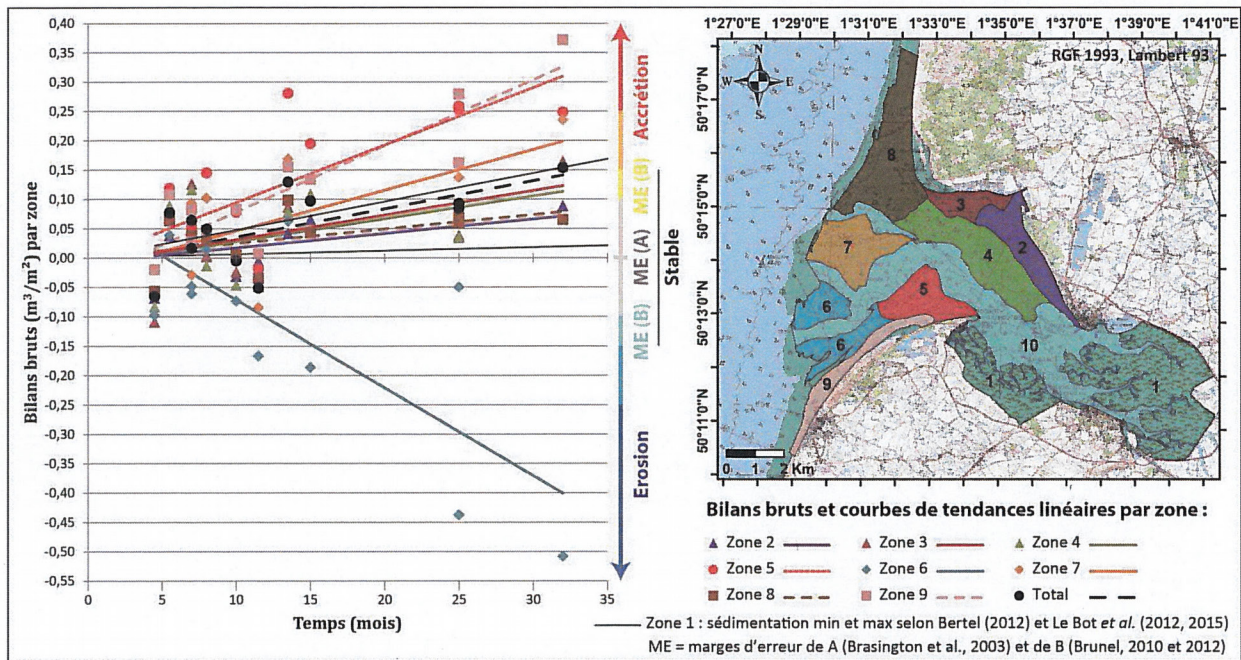 0,40
0,35
0,30
0,25
0,20
0,15
0,10
0,05
0,00
-0,05
-0,10
-0,15
-0,20
-0,25
-0,30
-0,35
-0,40
-0,45
-0,50
-0,55
Bilans bruts (m³/m²) par zone
0 5 10 15 20 25 30 35
Temps (mois)
Accrétion
ME (B)
ME (A)
ME (B)
Stable
Erosion
1°27'0"E 1°29'0"E 1°31'0"E 1°33'0"E 1°35'0"E 1°37'0"E 1°39'0"E 1°41'0"E
RGF 1993, Lambert 93
N
W E
S
50°17'0"N
50°15'0"N
50°13'0"N
50°11'0"N
8
3
2
7
4
5
6
6
10
9
1
1
0 1 2 Km
Bilans bruts et courbes de tendances linéaires par zone :
Zone 2 Zone 3 Zone 4
Zone 5 Zone 6 Zone 7
Zone 8 Zone 9 Total
Zone 1 : sédimentation min et max selon Bertel (2012) et Le Bot et al. (2012, 2015)
ME = marges d'erreur de A (Brasington et al., 2003) et de B (Brunel, 2010 et 2012)